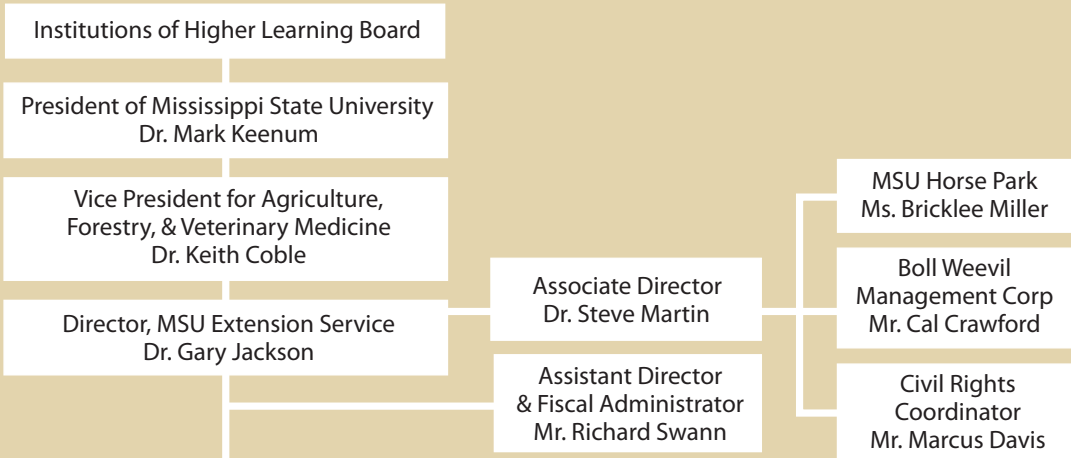 Institutions of Higher Learning Board
President of Mississippi State University
Dr. Mark Keenum
Vice President for Agriculture,
Forestry, & Veterinary Medicine
Dr. Keith Coble
Director, MSU Extension Service
Dr. Gary Jackson
Associate Director
Dr. Steve Martin
Assistant Director
& Fiscal Administrator
Mr. Richard Swann
MSU Horse Park
Ms. Bricklee Miller
Boll Weevil
Management Corp
Mr. Cal Crawford
Civil Rights
Coordinator
Mr. Marcus Davis